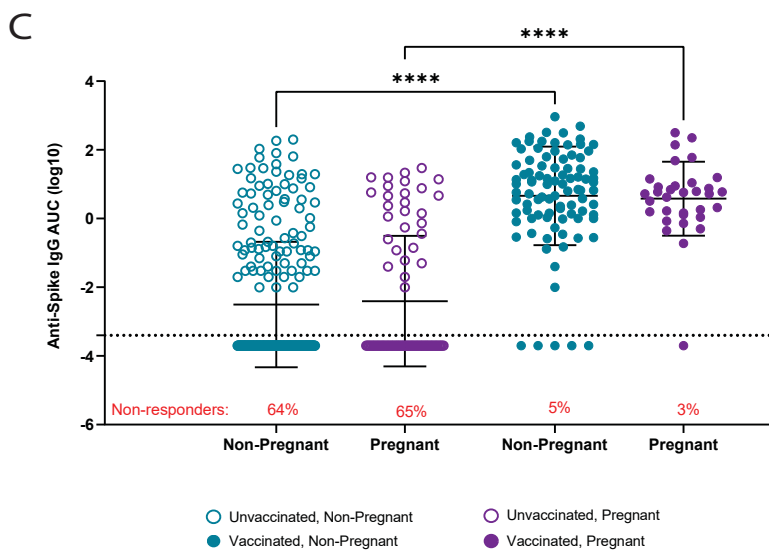 C
****
****
Anti-Spike IgG AUC (log10)
4
2
0
-2
-4
-6
Non-responders: 64% 65% 5% 3%
Non-Pregnant Pregnant Non-Pregnant Pregnant
Unvaccinated, Non-Pregnant Unvaccinated, Pregnant
Vaccinated, Non-Pregnant Vaccinated, Pregnant